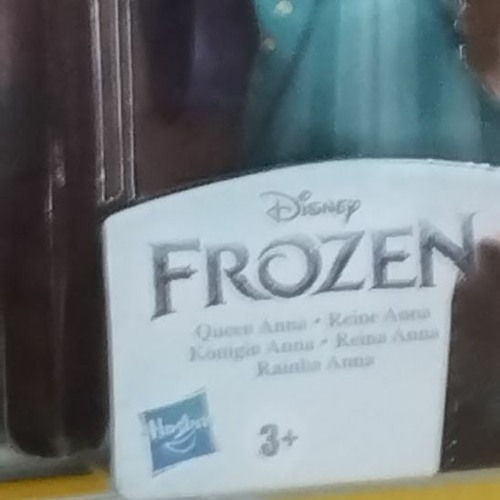 Disney
FROZEN
Queen Anna • Reine Anna
Königin Anna • Reina Anna
Rainha Anna
Hasbro
3+